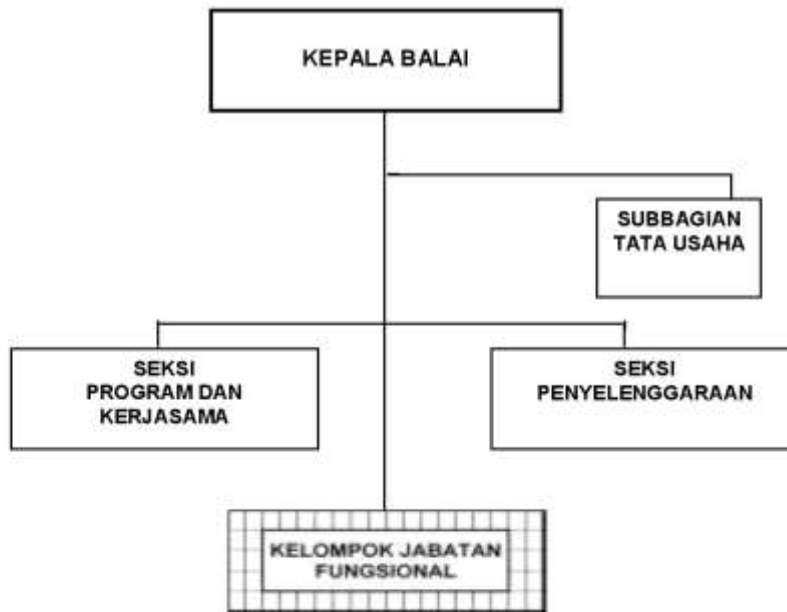 KEPALA BALAI
SUBBAGIAN
TATA USAHA
SEKSI
PROGRAM DAN
KERJASAMA
SEKSI
PENYELENGGARAAN
KELOMPOK JABATAN
FUNGSIONAL